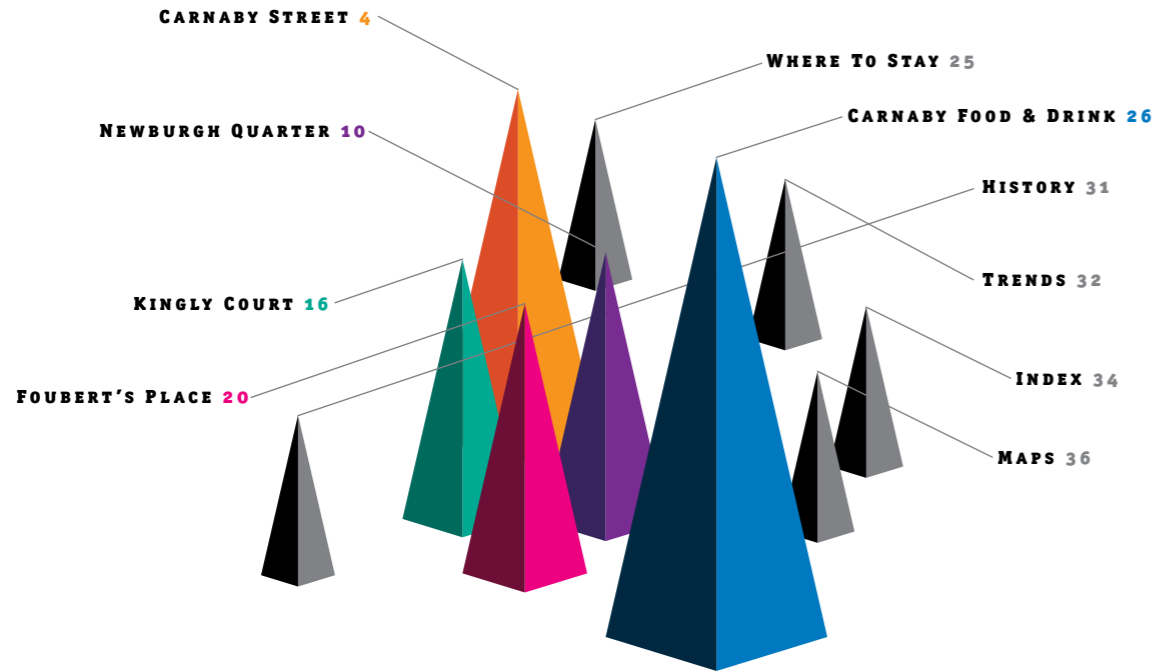 Carnaby Street 4
Where To Stay 25
Carnaby Food & Drink 26
Newburgh Quarter 10
History 31
Trends 32
Kingly Court 16
Index 34
Foubert's Place 20
Maps 36